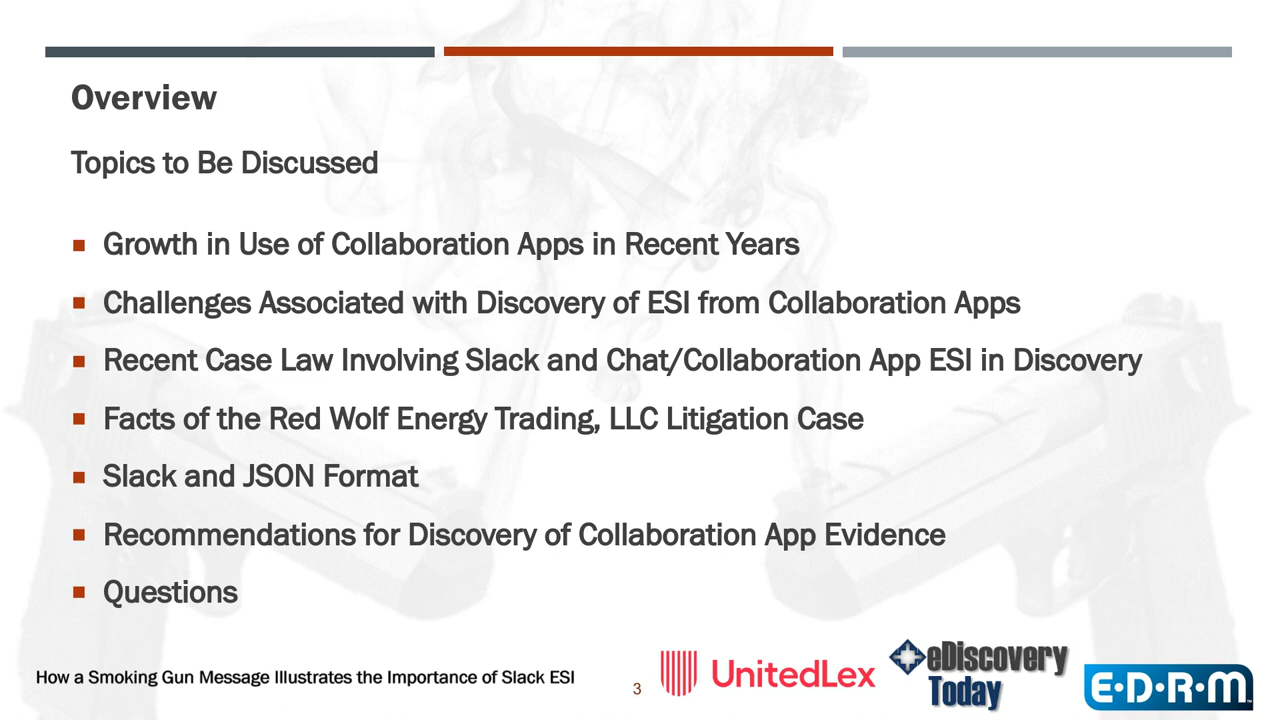 Overview
Topics to Be Discussed
Growth in Use of Collaboration Apps in Recent Years
Challenges Associated with Discovery of ESI from Collaboration Apps
Recent Case Law Involving Slack and Chat/Collaboration App ESI in Discovery
Facts of the Red Wolf Energy Trading, LLC Litigation Case
Slack and JSON Format
Recommendations for Discovery of Collaboration App Evidence
Questions
How a Smoking Gun Message Illustrates the Importance of Slack ESI
3
UnitedLex
eDiscovery
Today
E·D·R·M™